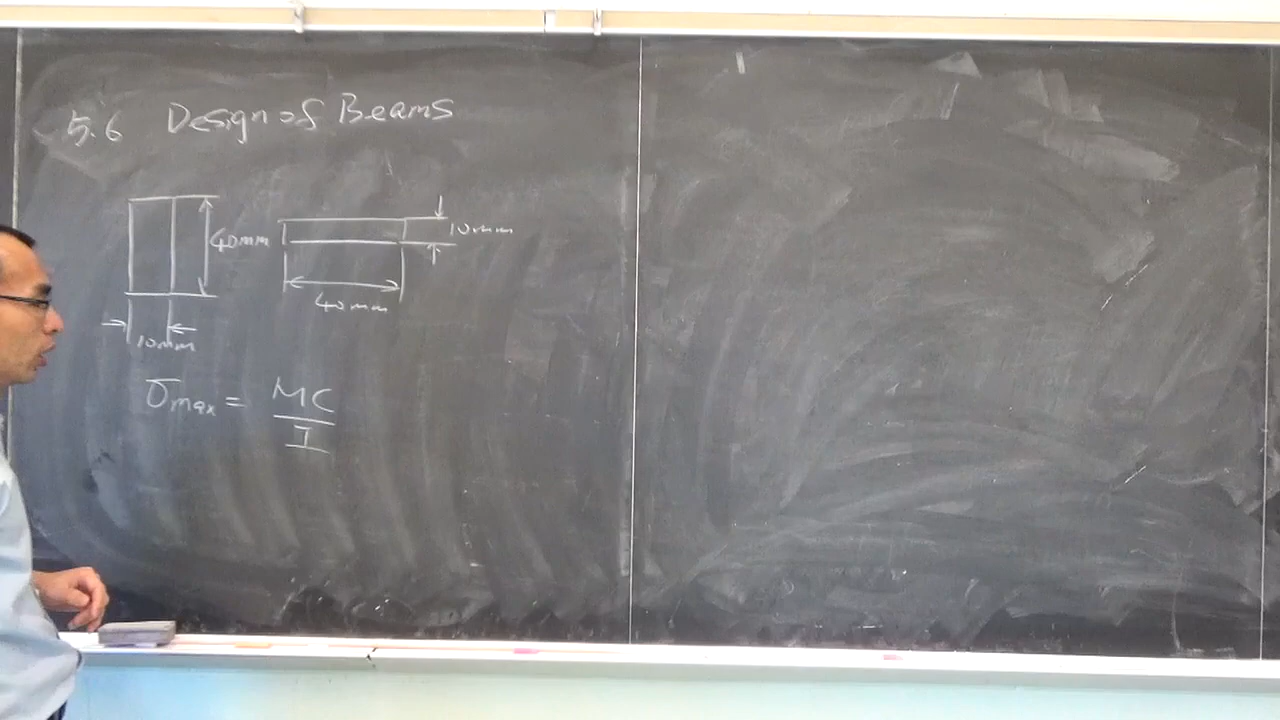 5.6 Design of Beams
40mm
10mm
10mm
40mm
σmax = MC
I